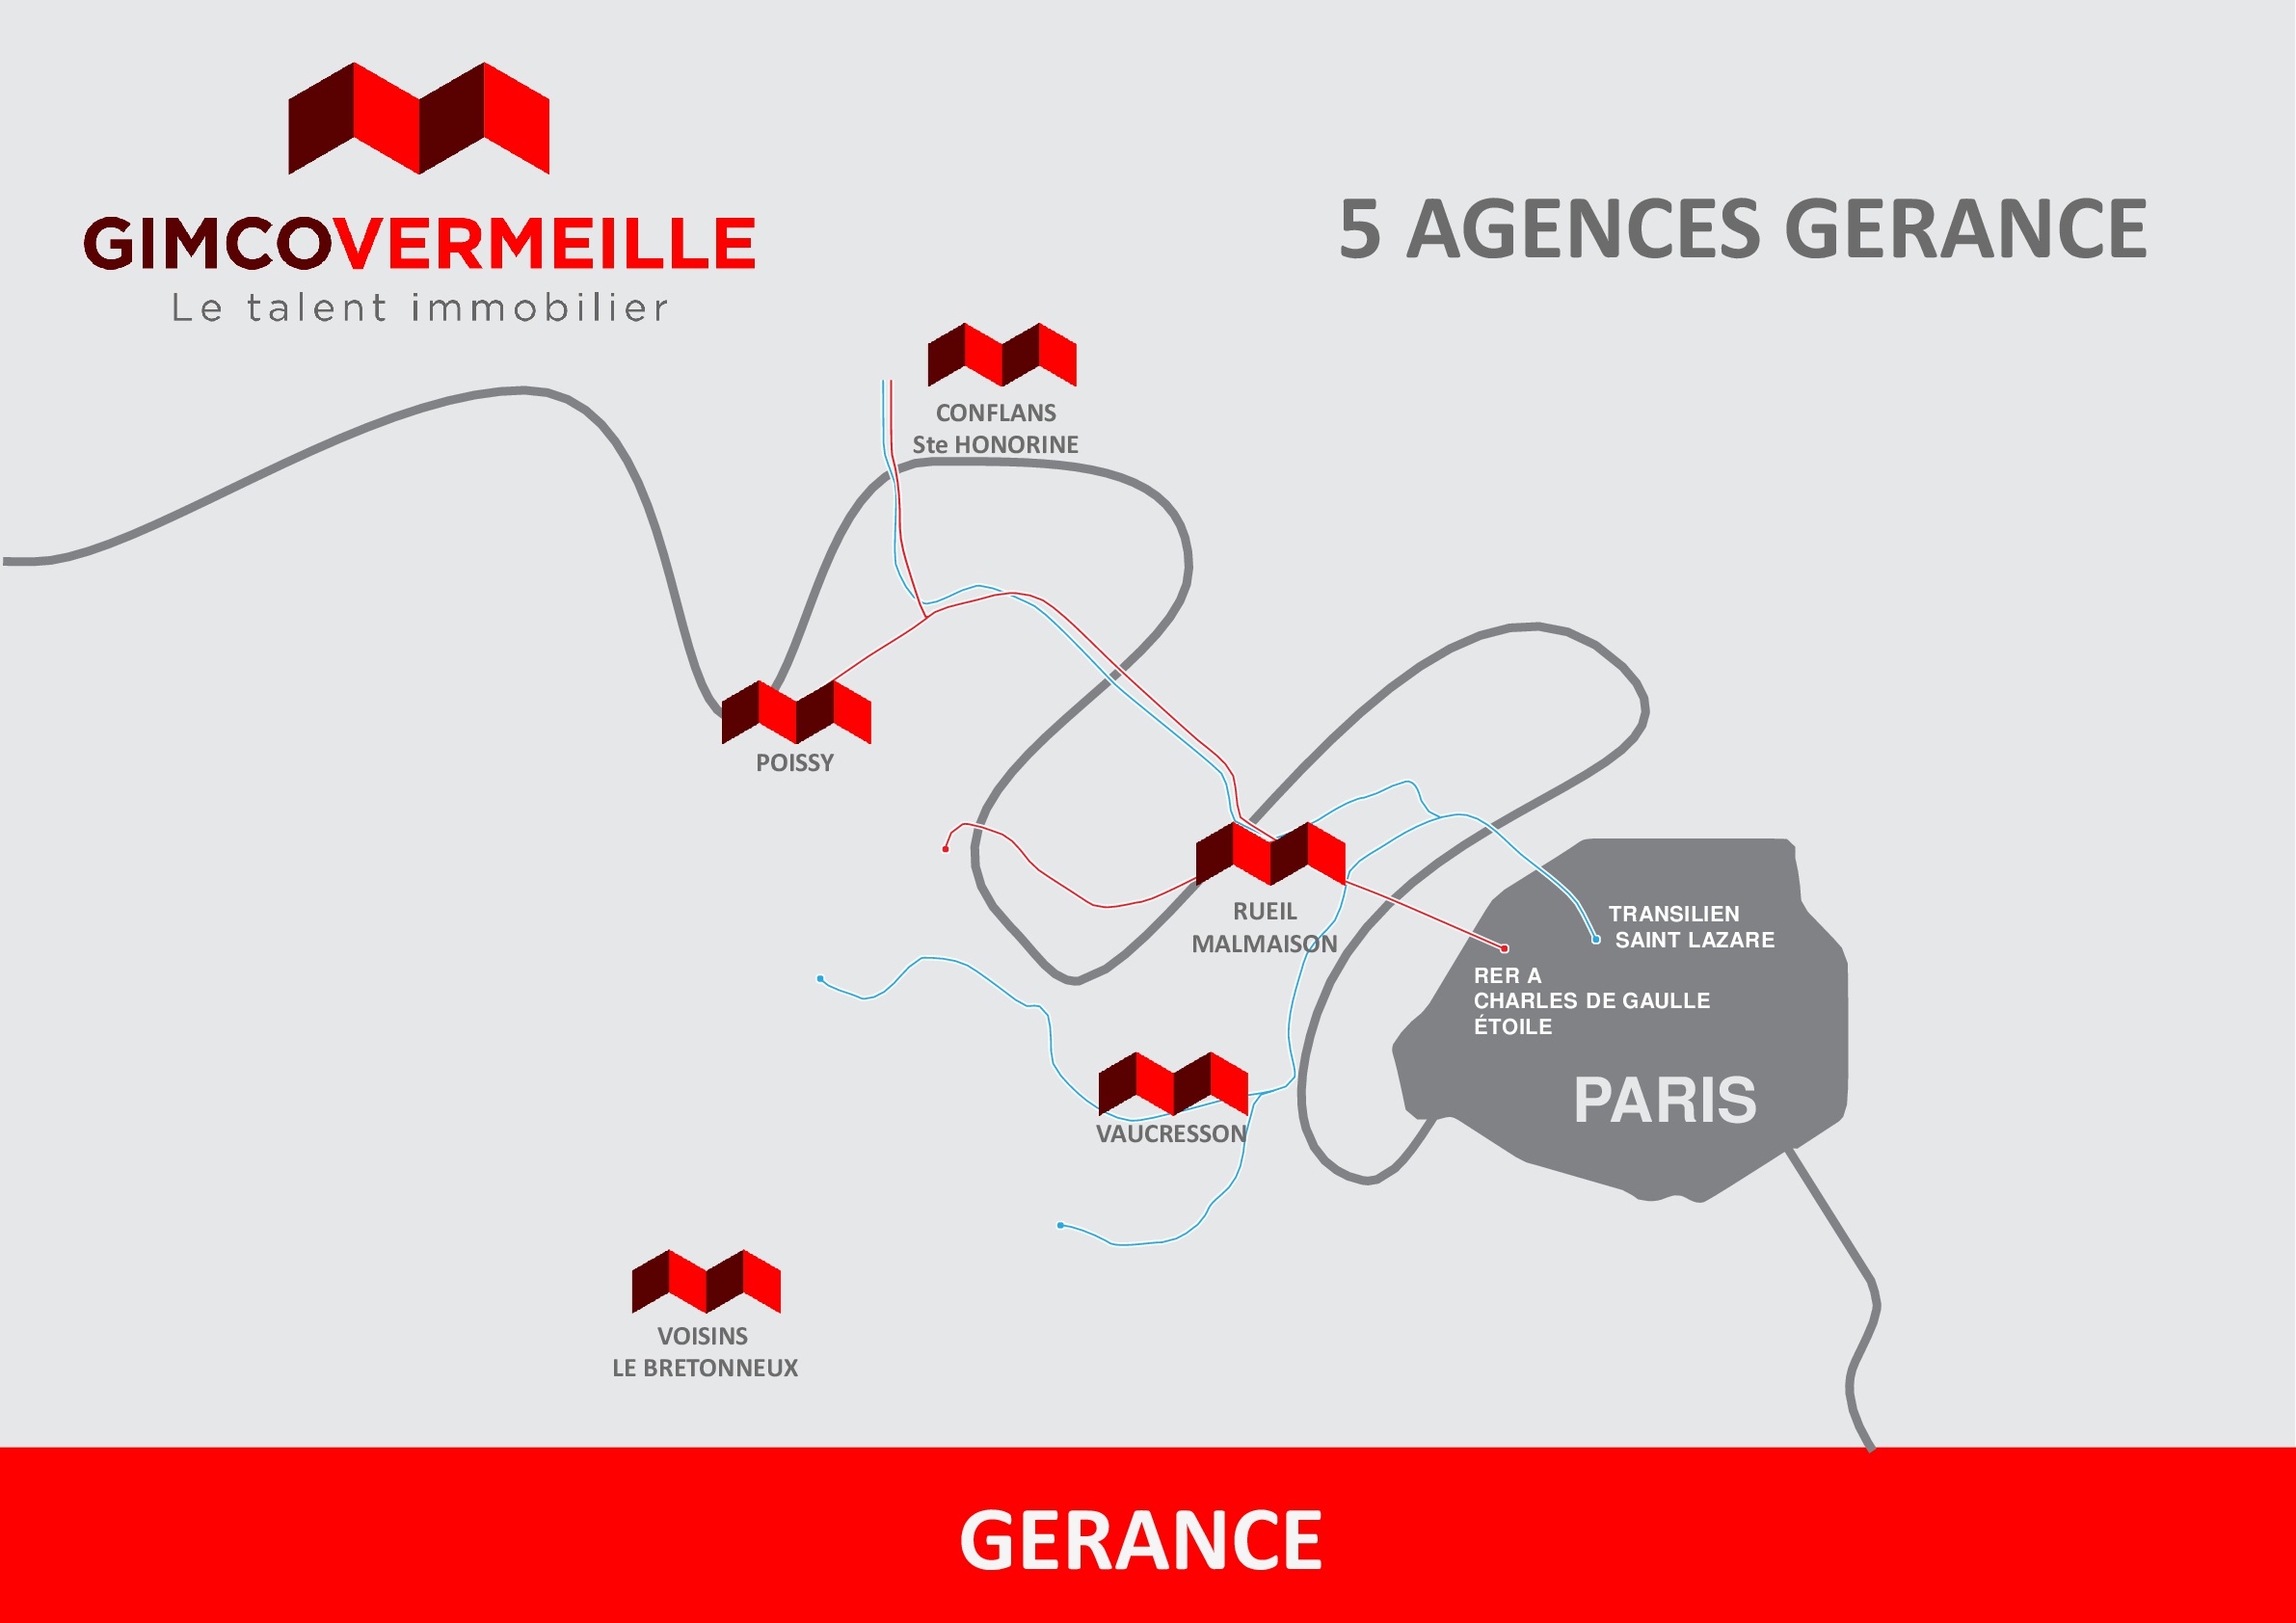 GIMCOVERMEILLE
Le talent immobilier
5 AGENCES GERANCE
CONFLANS
Ste HONORINE
POISSY
RUEIL
MALMAISON
TRANSILIEN
SAINT LAZARE
RER A
CHARLES DE GAULLE
ÉTOILE
PARIS
VAUCRESSON
VOISINS
LE BRETONNEUX
GERANCE